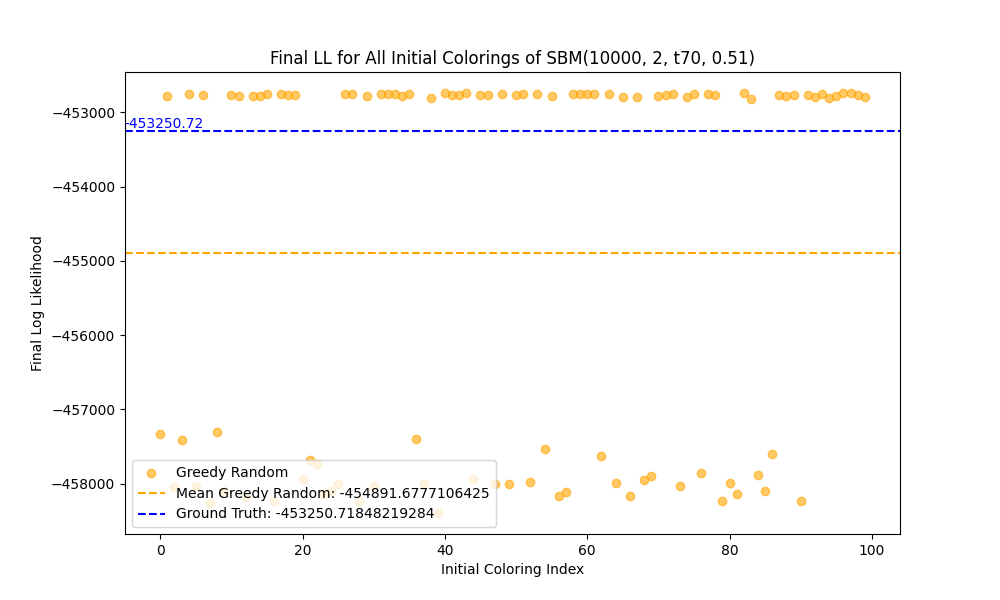 Final LL for All Initial Colorings of SBM(10000, 2, t70, 0.51)
Final Log Likelihood
−453000
-453250.72
−454000
−455000
−456000
−457000
−458000
Greedy Random
Mean Greedy Random: -454891.6777106425
Ground Truth: -453250.71848219284
0
20
40
60
80
100
Initial Coloring Index